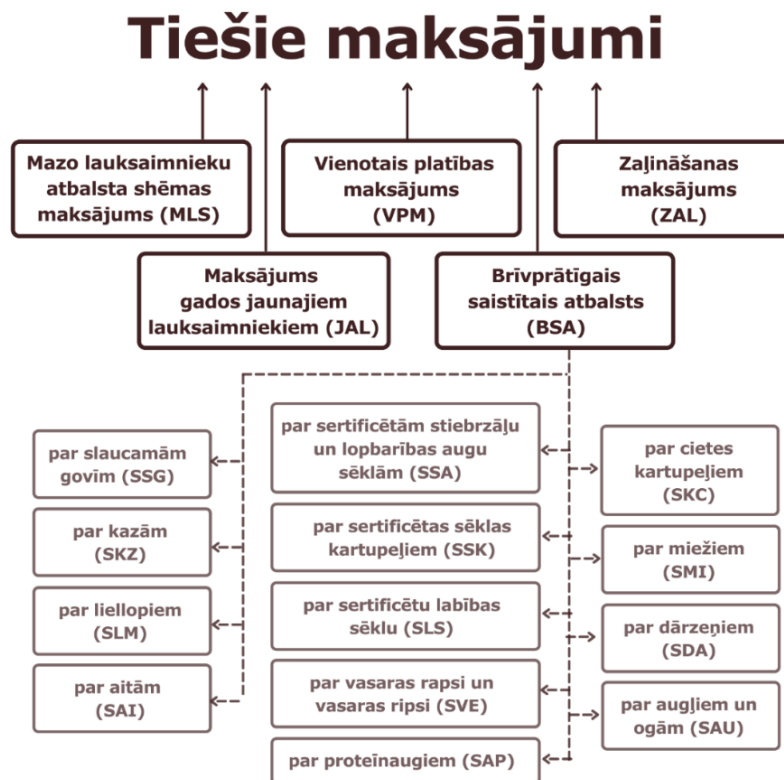 Tiešie maksājumi
Mazo lauksaimnieku
atbalsta shēmas
maksājums (MLS)
Vienotais platības
maksājums
(VPM)
Zaļināšanas
maksājums
(ZAL)
Maksājums
gados jaunajiem
lauksaimniekiem (JAL)
Brīvprātīgais
saistītais atbalsts
(BSA)
par slaucamām
govīm (SSG)
par kazām
(SKZ)
par liellopiem
(SLM)
par aitām
(SAI)
par sertificētām stiebrzāļu
un lopbarības augu
sēklām (SSA)
par sertificētas sēklas
kartupeļiem (SSK)
par sertificētu labības
sēklu (SLS)
par vasaras rapsi un
vasaras ripsi (SVE)
par proteīnaugiem (SAP)
par cietes
kartupeļiem
(SKC)
par miežiem
(SMI)
par dārzeņiem
(SDA)
par augļiem un
ogām (SAU)